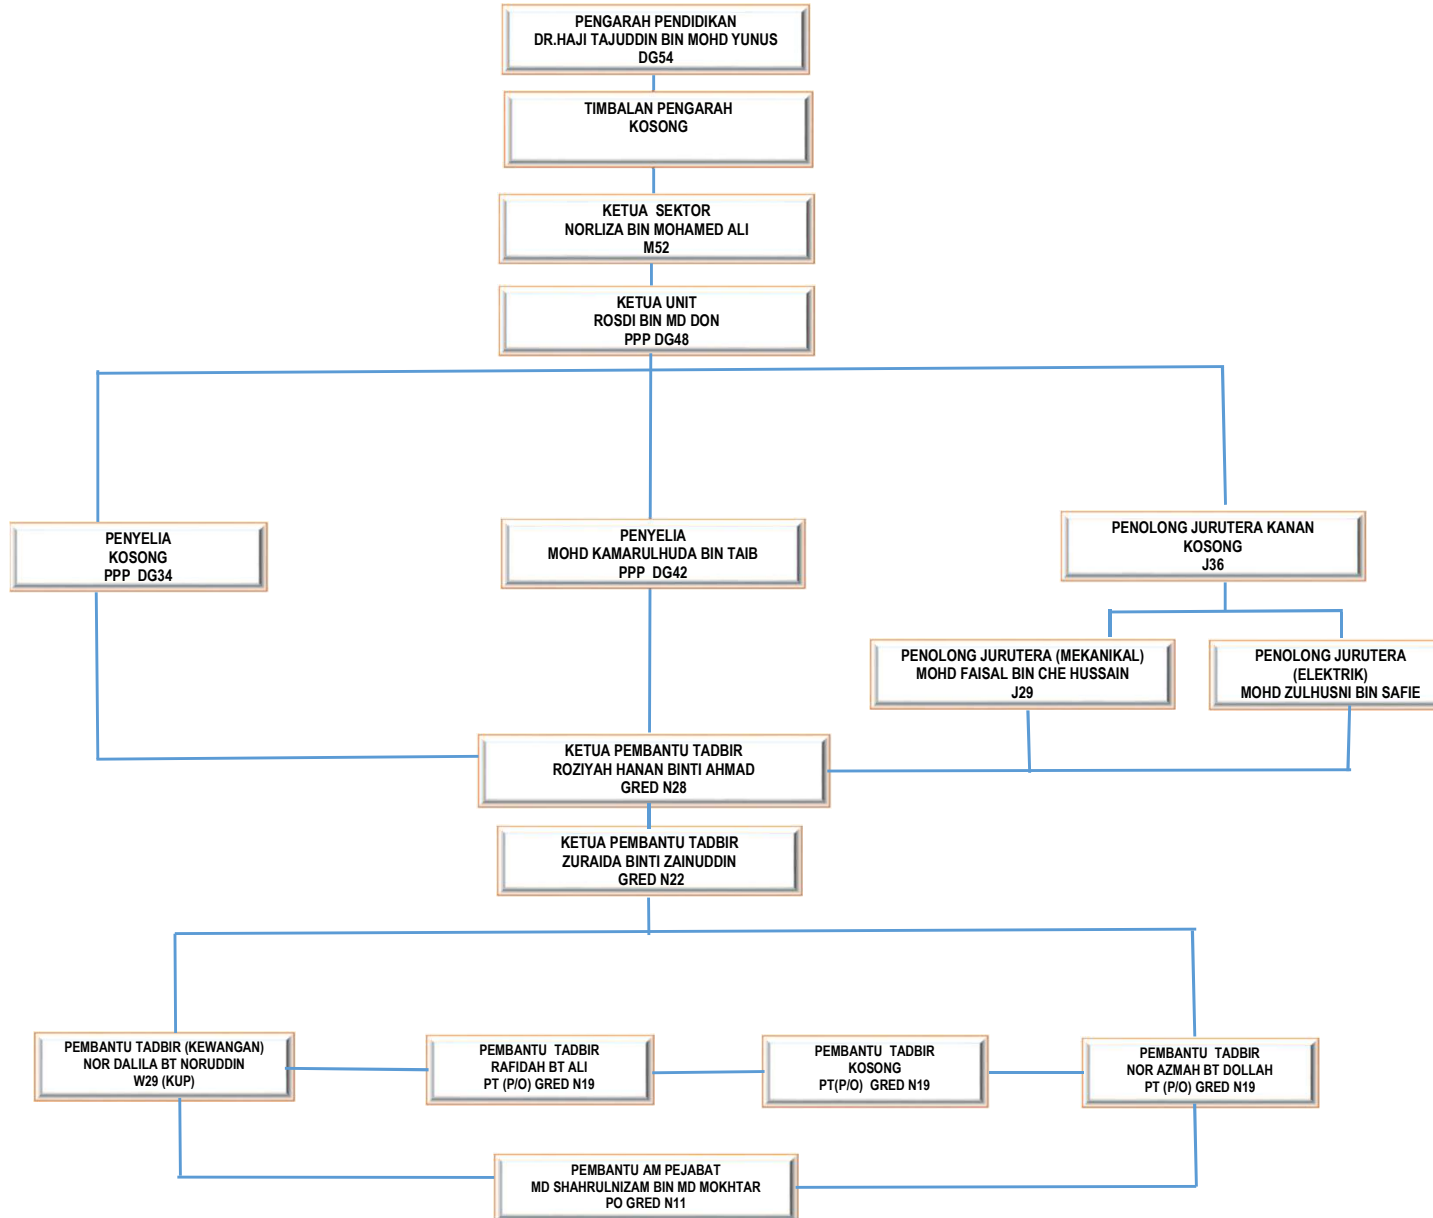 PENGARAH PENDIDIKAN
DR.HAJI TAJUDDIN BIN MOHD YUNUS
DG54
TIMBALAN PENGARAH
KOSONG
KETUA SEKTOR
NORLIZA BIN MOHAMED ALI
M52
KETUA UNIT
ROSDI BIN MD DON
PPP DG48
PENYELIA
KOSONG
PPP DG34
PENYELIA
MOHD KAMARULHUDA BIN TAIB
PPP DG42
PENOLONG JURUTERA KANAN
KOSONG
J36
PENOLONG JURUTERA (MEKANIKAL)
MOHD FAISAL BIN CHE HUSSAIN
J29
PENOLONG JURUTERA
(ELEKTRIK)
MOHD ZULHUSNI BIN SAFIE
KETUA PEMBANTU TADBIR
ROZIYAH HANAN BINTI AHMAD
GRED N28
KETUA PEMBANTU TADBIR
ZURAIDA BINTI ZAINUDDIN
GRED N22
PEMBANTU TADBIR (KEWANGAN)
NOR DALILA BT NORUDDIN
W29 (KUP)
PEMBANTU TADBIR
RAFIDAH BT ALI
PT (P/O) GRED N19
PEMBANTU TADBIR
KOSONG
PT(P/O) GRED N19
PEMBANTU TADBIR
NOR AZMAH BT DOLLAH
PT (P/O) GRED N19
PEMBANTU AM PEJABAT
MD SHAHRULNIZAM BIN MD MOKHTAR
PO GRED N11